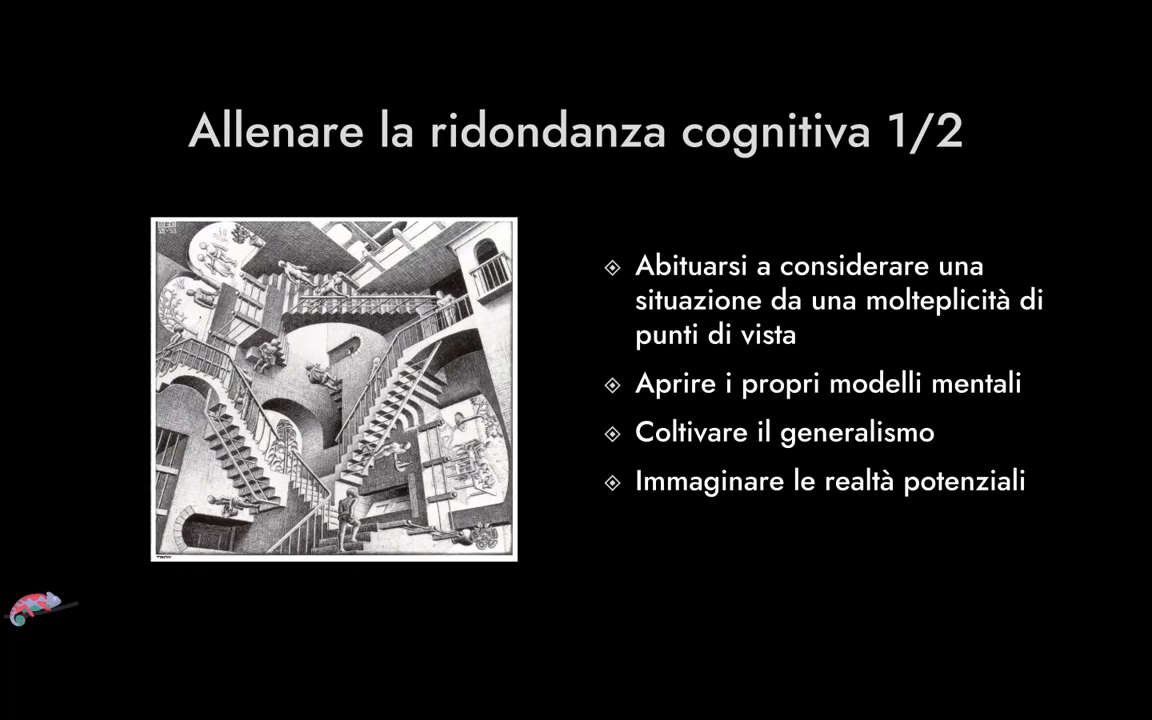 Allenare la ridondanza cognitiva 1/2
Abituarsi a considerare una
situazione da una molteplicità di
punti di vista
Aprire i propri modelli mentali
Coltivare il generalismo
Immaginare le realtà potenziali